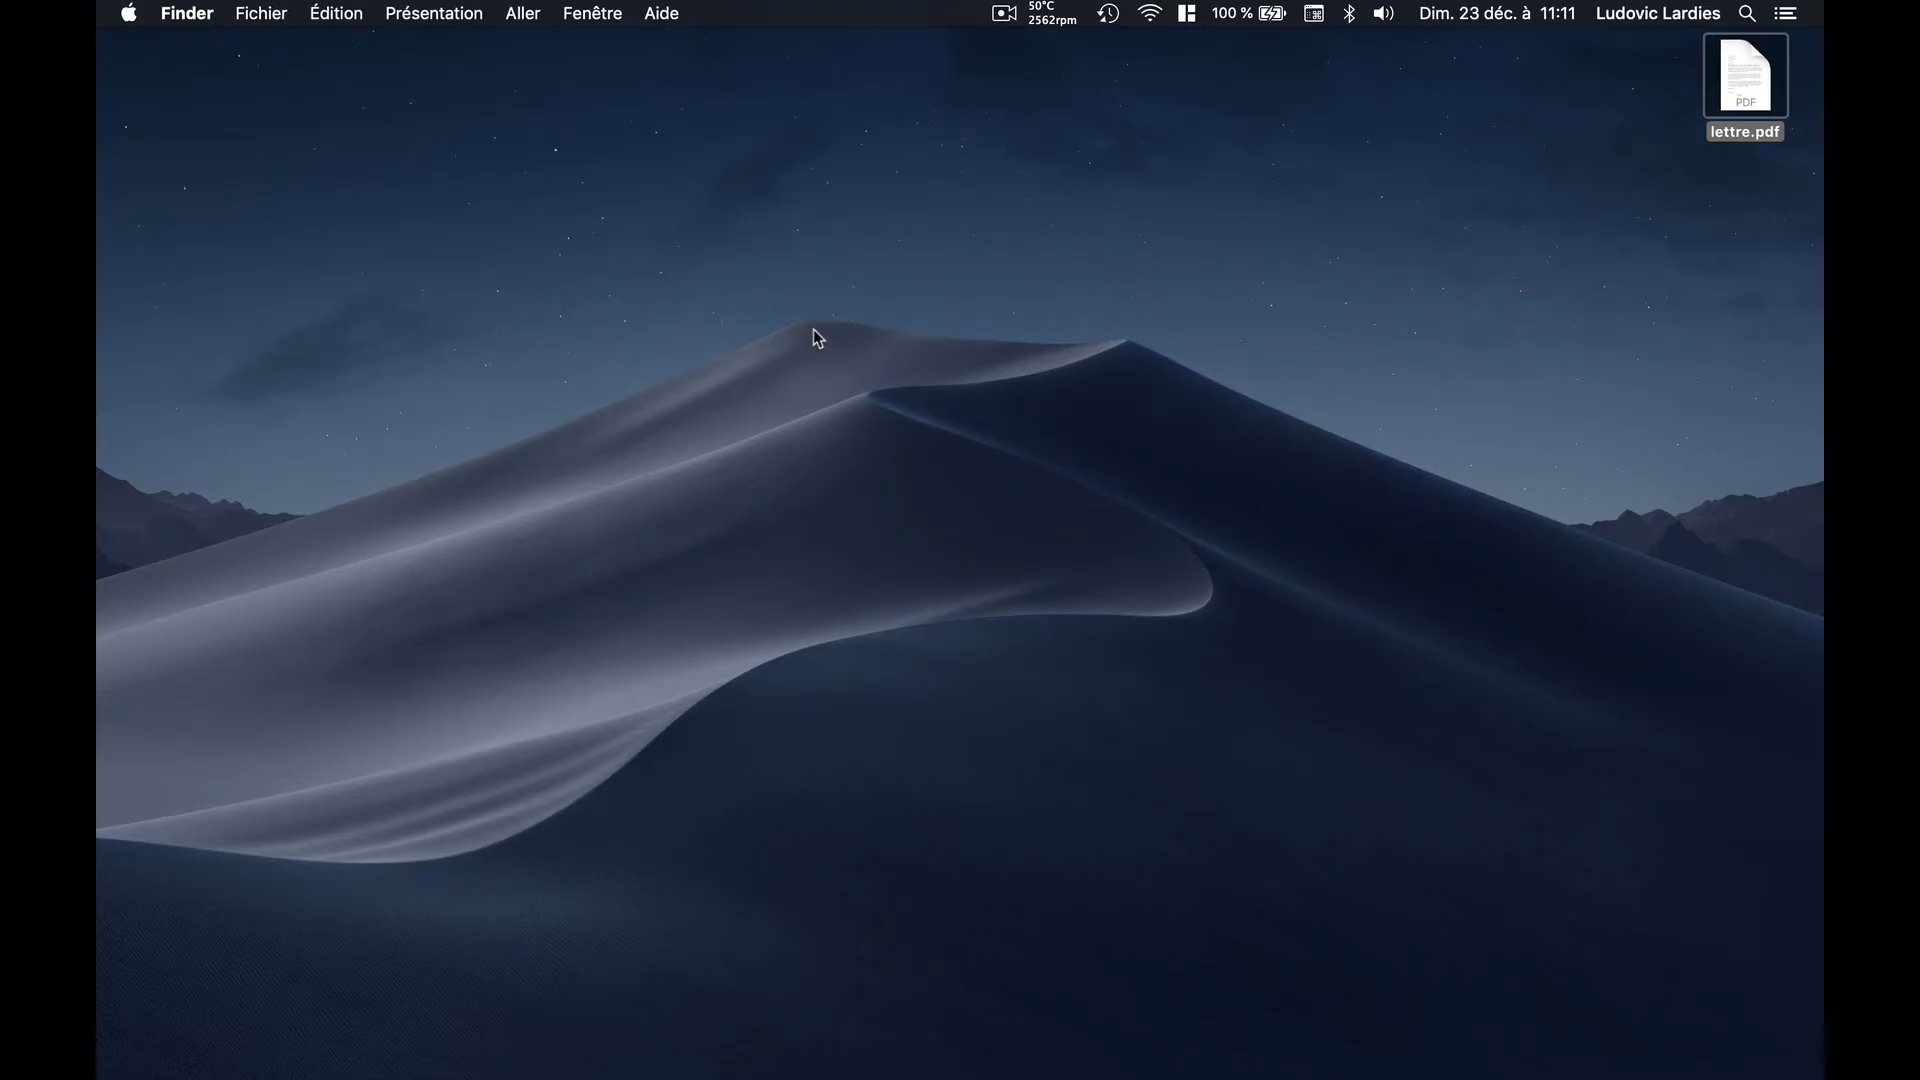 Finder Fichier Édition Présentation Aller Fenêtre Aide 50°C 2562rpm 100 % Dim. 23 déc. à 11:11 Ludovic Lardies
PDF
lettre.pdf